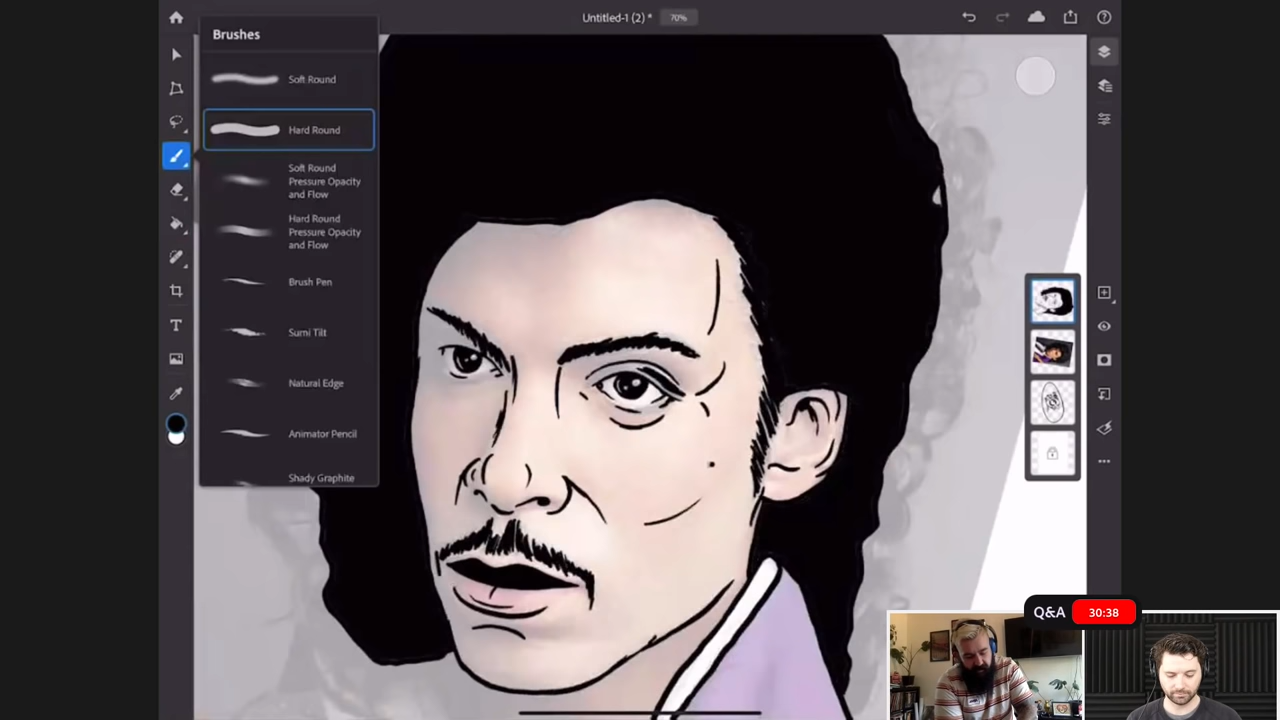 Untitled-1 (2) *
70%
Brushes
Soft Round
Hard Round
Soft Round
Pressure Opacity
and Flow
Hard Round
Pressure Opacity
and Flow
Brush Pen
Sumi Tilt
Natural Edge
Animator Pencil
Shady Graphite
Q&A
30:38